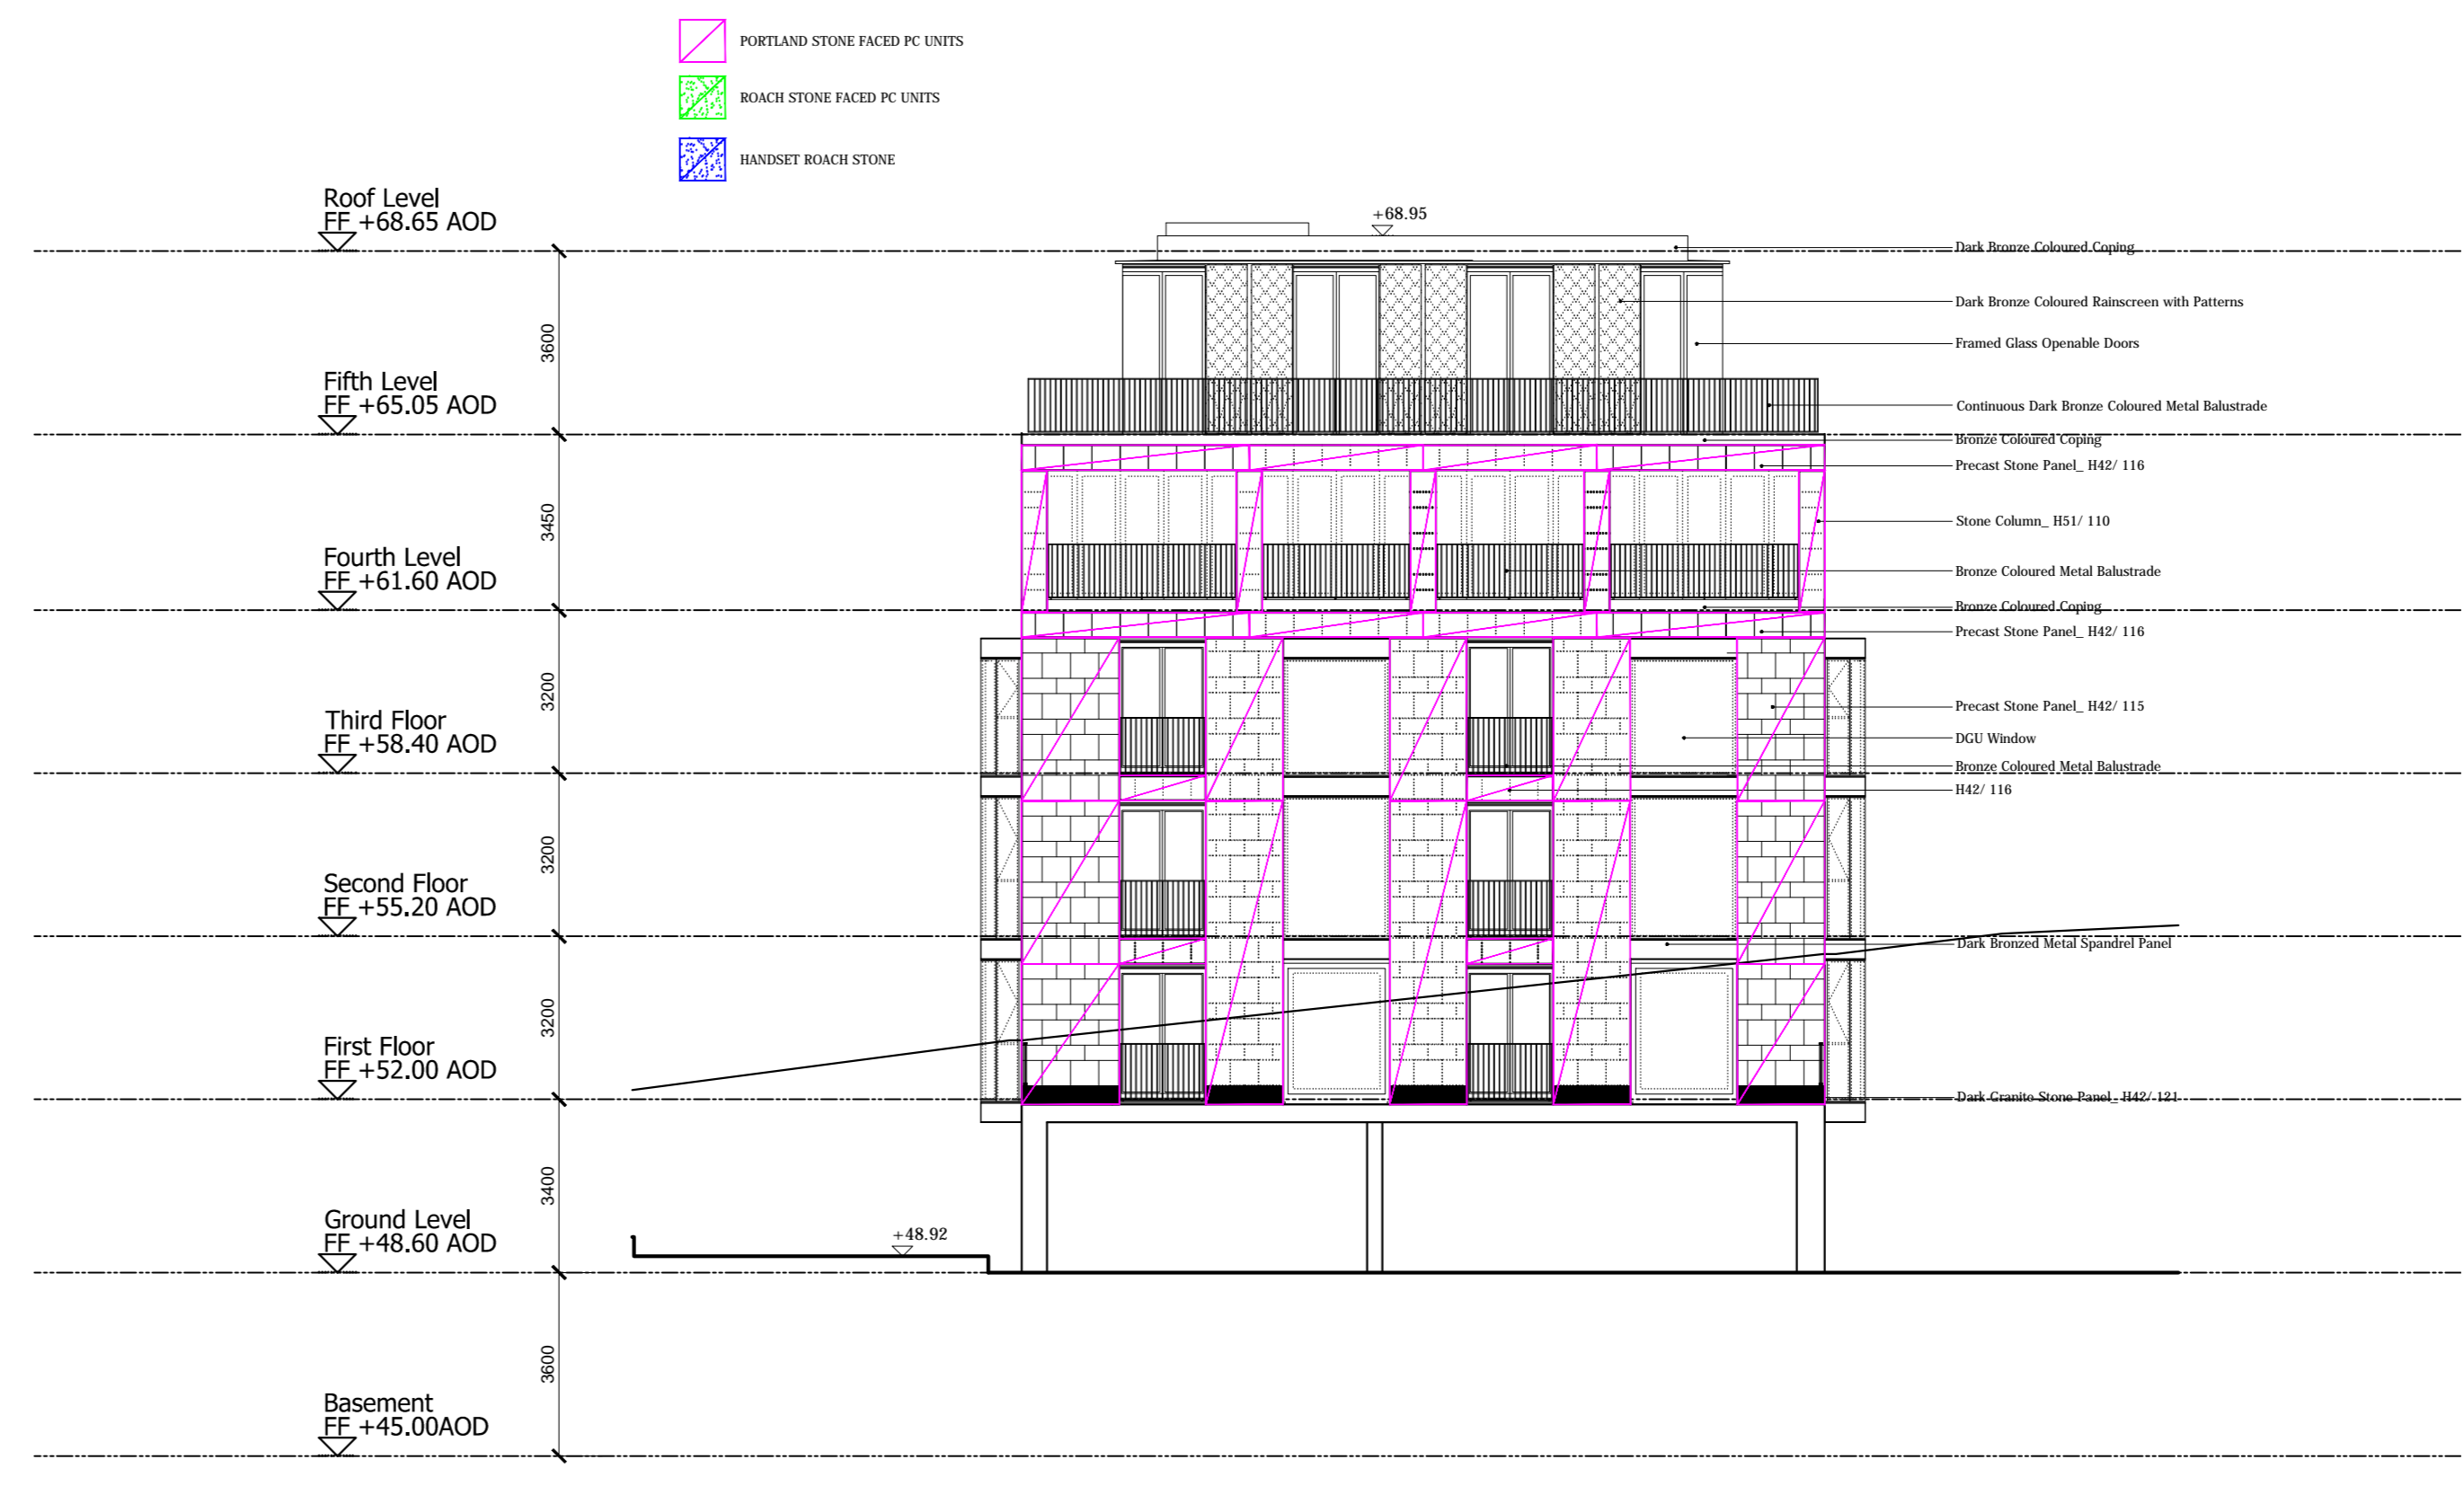 PORTLAND STONE FACED PC UNITS
ROACH STONE FACED PC UNITS
HANDSET ROACH STONE
Roof Level
FF +68.65 AOD
+68.95
Dark Bronze Coloured Coping
Dark Bronze Coloured Rainscreen with Patterns
3600
Framed Glass Openable Doors
Fifth Level
FF +65.05 AOD
Continuous Dark Bronze Coloured Metal Balustrade
Bronze Coloured Coping
Precast Stone Panel_ H42/ 116
3450
Stone Column_ H51/ 110
Fourth Level
FF +61.60 AOD
Bronze Coloured Metal Balustrade
Bronze Coloured Coping
Precast Stone Panel_ H42/ 116
3200
Precast Stone Panel_ H42/ 115
Third Floor
FF +58.40 AOD
DGU Window
Bronze Coloured Metal Balustrade
H42/ 116
3200
Second Floor
FF +55.20 AOD
Dark Bronzed Metal Spandrel Panel
3200
First Floor
FF +52.00 AOD
Dark Granite Stone Panel_ H42/ 121
3400
Ground Level
FF +48.60 AOD
+48.92
3600
Basement
FF +45.00AOD